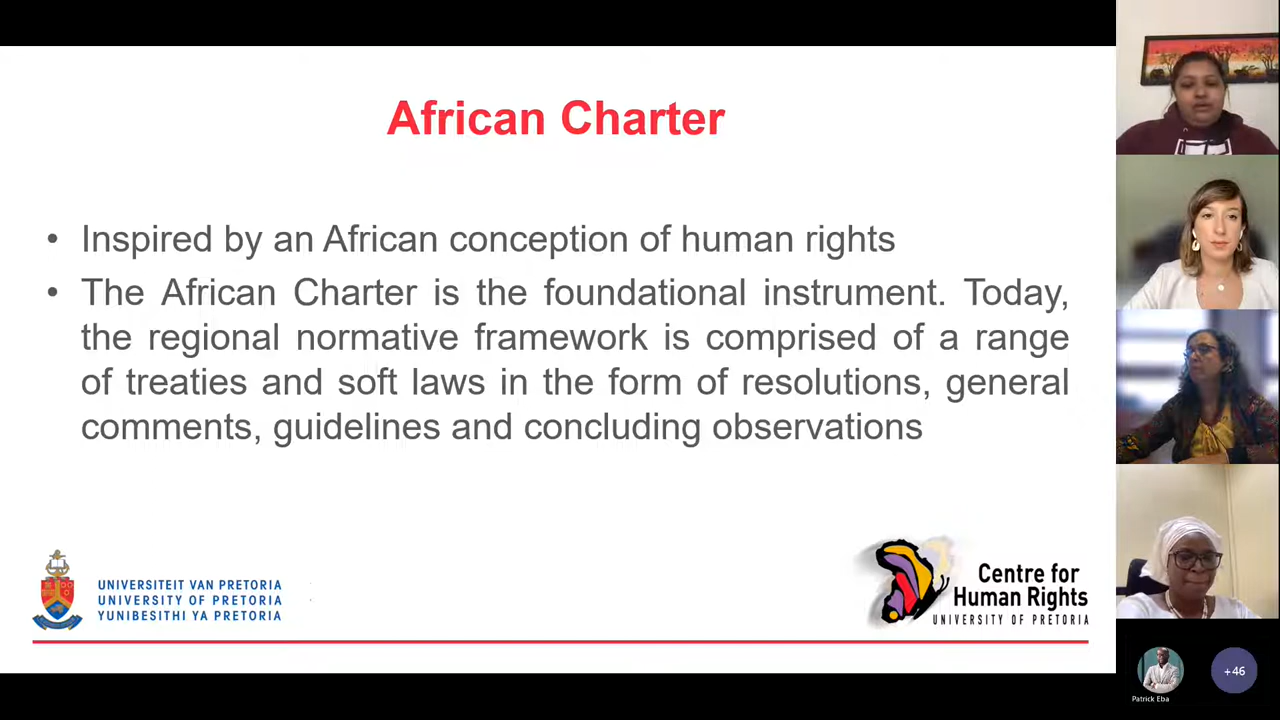 African Charter
• Inspired by an African conception of human rights
• The African Charter is the foundational instrument. Today,
the regional normative framework is comprised of a range
of treaties and soft laws in the form of resolutions, general
comments, guidelines and concluding observations
UNIVERSITEIT VAN PRETORIA
UNIVERSITY OF PRETORIA
YUNIBESITHI YA PRETORIA
Centre for
Human Rights
UNIVERSITY OF PRETORIA
Patrick Eba
+46